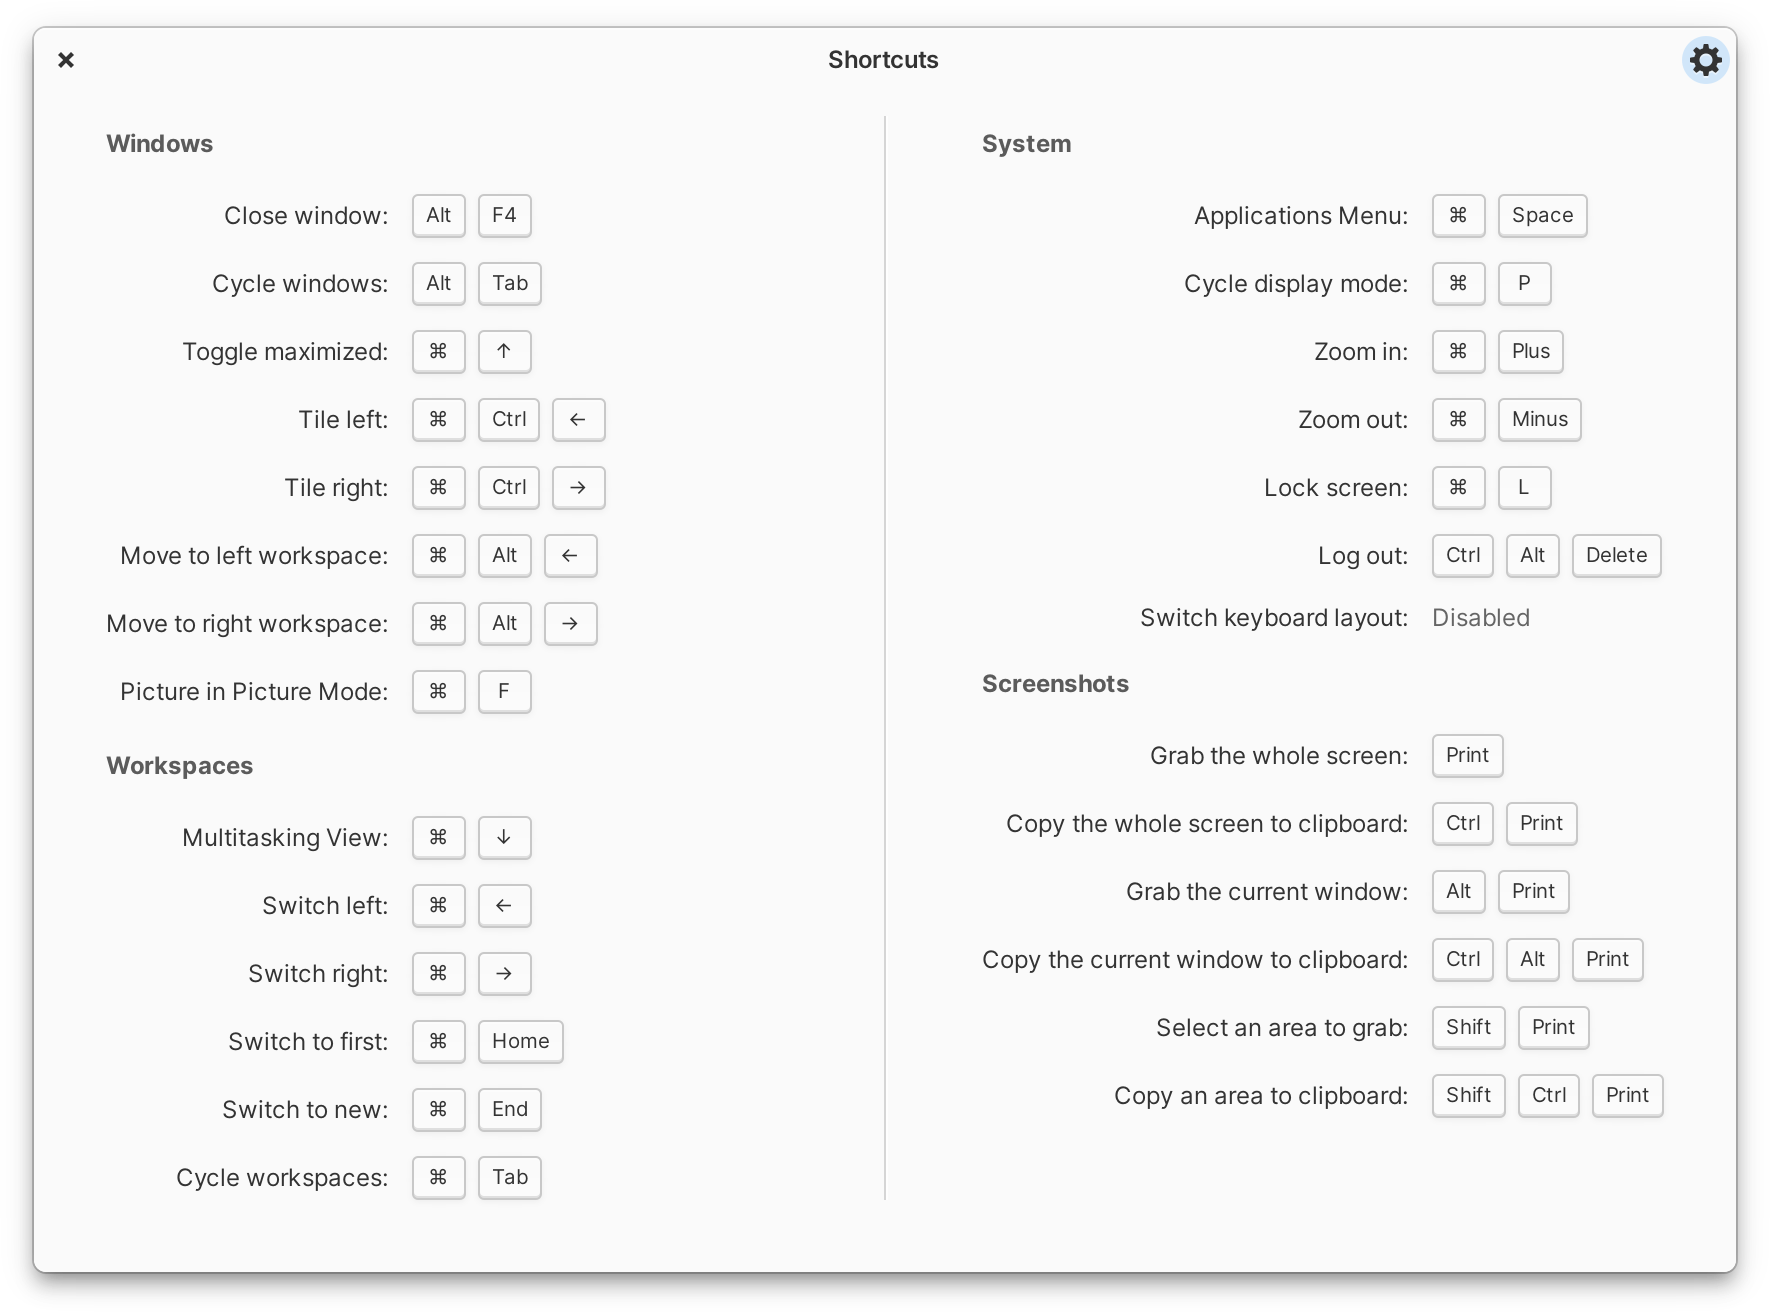 Shortcuts
Windows
Close window: Alt F4
Cycle windows: Alt Tab
Toggle maximized: ⌘ ↑
Tile left: ⌘ Ctrl ←
Tile right: ⌘ Ctrl →
Move to left workspace: ⌘ Alt ←
Move to right workspace: ⌘ Alt →
Picture in Picture Mode: ⌘ F
Workspaces
Multitasking View: ⌘ ↓
Switch left: ⌘ ←
Switch right: ⌘ →
Switch to first: ⌘ Home
Switch to new: ⌘ End
Cycle workspaces: ⌘ Tab
System
Applications Menu: ⌘ Space
Cycle display mode: ⌘ P
Zoom in: ⌘ Plus
Zoom out: ⌘ Minus
Lock screen: ⌘ L
Log out: Ctrl Alt Delete
Switch keyboard layout: Disabled
Screenshots
Grab the whole screen: Print
Copy the whole screen to clipboard: Ctrl Print
Grab the current window: Alt Print
Copy the current window to clipboard: Ctrl Alt Print
Select an area to grab: Shift Print
Copy an area to clipboard: Shift Ctrl Print